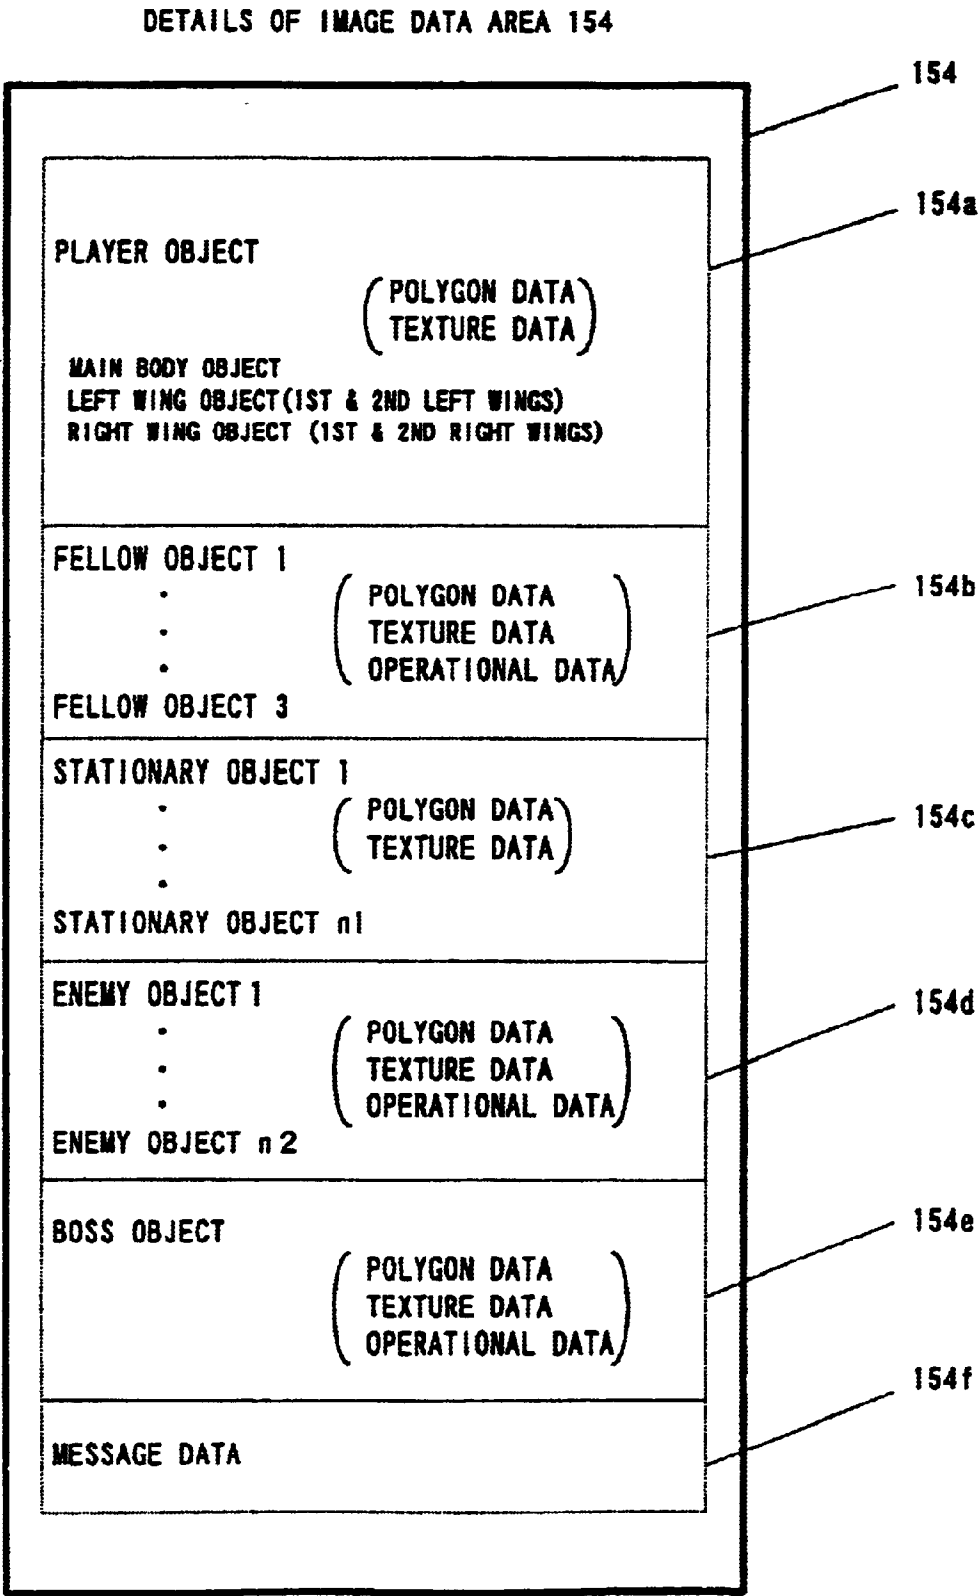 DETAILS OF IMAGE DATA AREA 154
154
154a
PLAYER OBJECT
POLYGON DATA
TEXTURE DATA
MAIN BODY OBJECT
LEFT WING OBJECT(1ST & 2ND LEFT WINGS)
RIGHT WING OBJECT (1ST & 2ND RIGHT WINGS)
FELLOW OBJECT 1
154b
POLYGON DATA
TEXTURE DATA
OPERATIONAL DATA
FELLOW OBJECT 3
STATIONARY OBJECT 1
POLYGON DATA
154c
TEXTURE DATA
STATIONARY OBJECT n1
ENEMY OBJECT 1
154d
POLYGON DATA
TEXTURE DATA
OPERATIONAL DATA
ENEMY OBJECT n2
154e
BOSS OBJECT
POLYGON DATA
TEXTURE DATA
OPERATIONAL DATA
154f
MESSAGE DATA